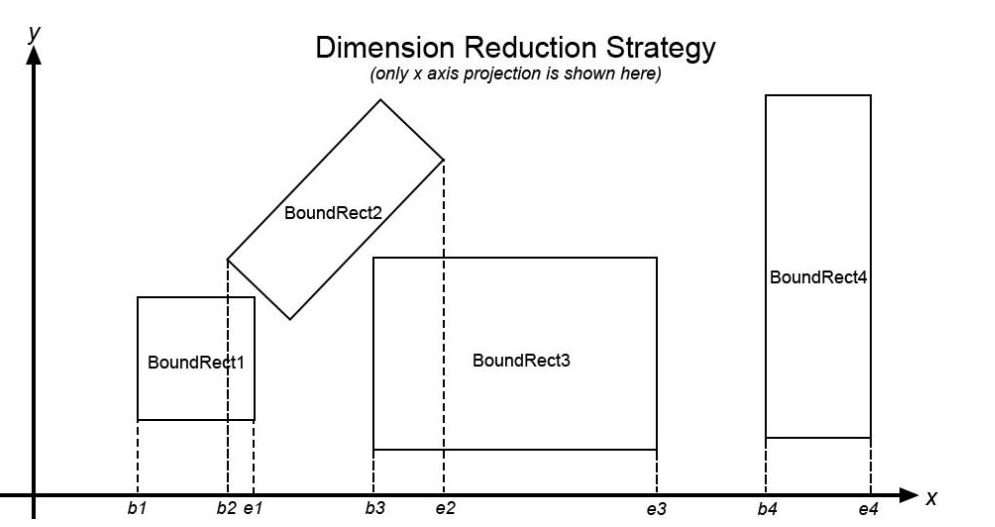 y
Dimension Reduction Strategy
(only x axis projection is shown here)
BoundRect2
BoundRect4
BoundRect1
BoundRect3
b1 b2 e1 b3 e2 e3 b4 e4 x